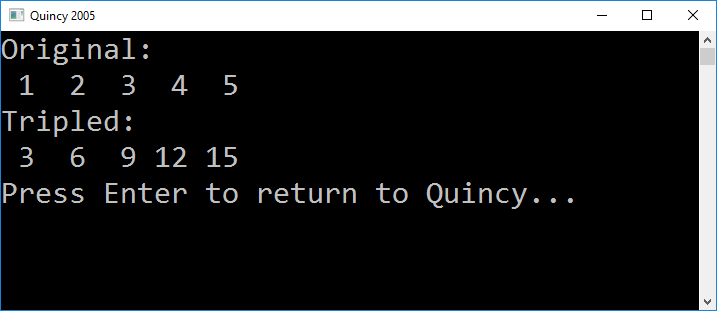 Quincy 2005
Original:
 1  2  3  4  5
Tripled:
 3  6  9 12 15
Press Enter to return to Quincy...